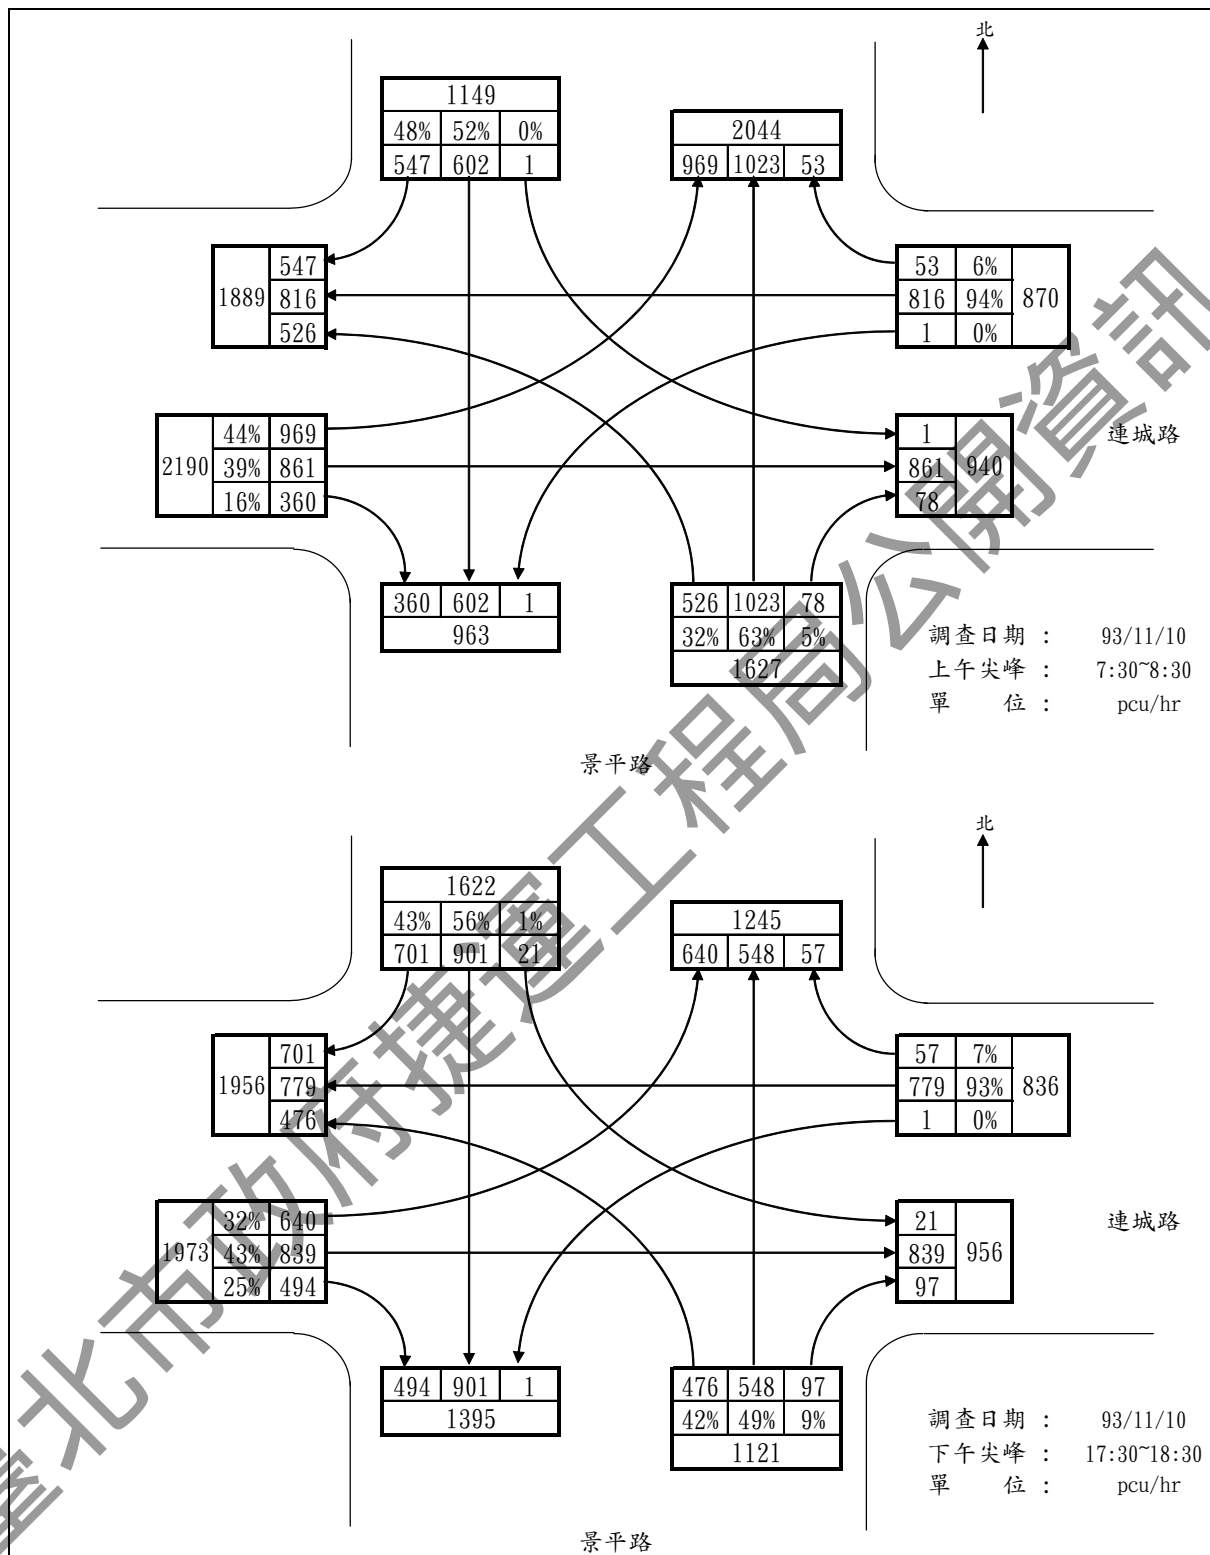 北
1149
48% 52% 0%
547 602 1
2044
969 1023 53
547
1889 816
526
53 6%
816 94% 870
1 0%
44% 969
2190 39% 861
16% 360
1
861 940
78
連城路
360 602 1
963
526 1023 78
32% 63% 5%
1627
調查日期 : 93/11/10
上午尖峰 : 7:30~8:30
單 位 : pcu/hr
景平路
北
1622
43% 56% 1%
701 901 21
1245
640 548 57
701
1956 779
476
57 7%
779 93% 836
1 0%
32% 640
1973 43% 839
25% 494
21
839 956
97
連城路
494 901 1
1395
476 548 97
42% 49% 9%
1121
調查日期 : 93/11/10
下午尖峰 : 17:30~18:30
單 位 : pcu/hr
景平路
臺北市政府捷運工程局公開資訊